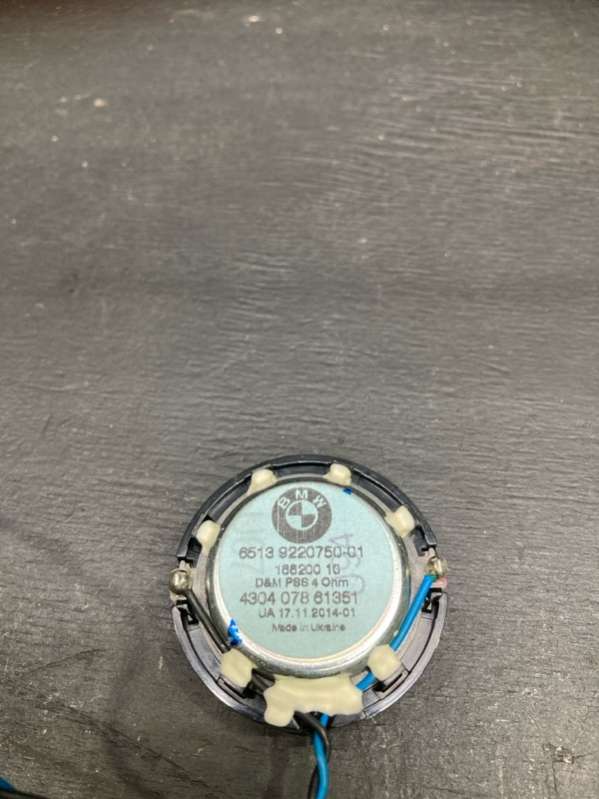 BMW
6513 9220750-01
188200 10
D&M PSS 4 Ohm
4304 078 61351
UA 17.11.2014-01
Made in Ukraine